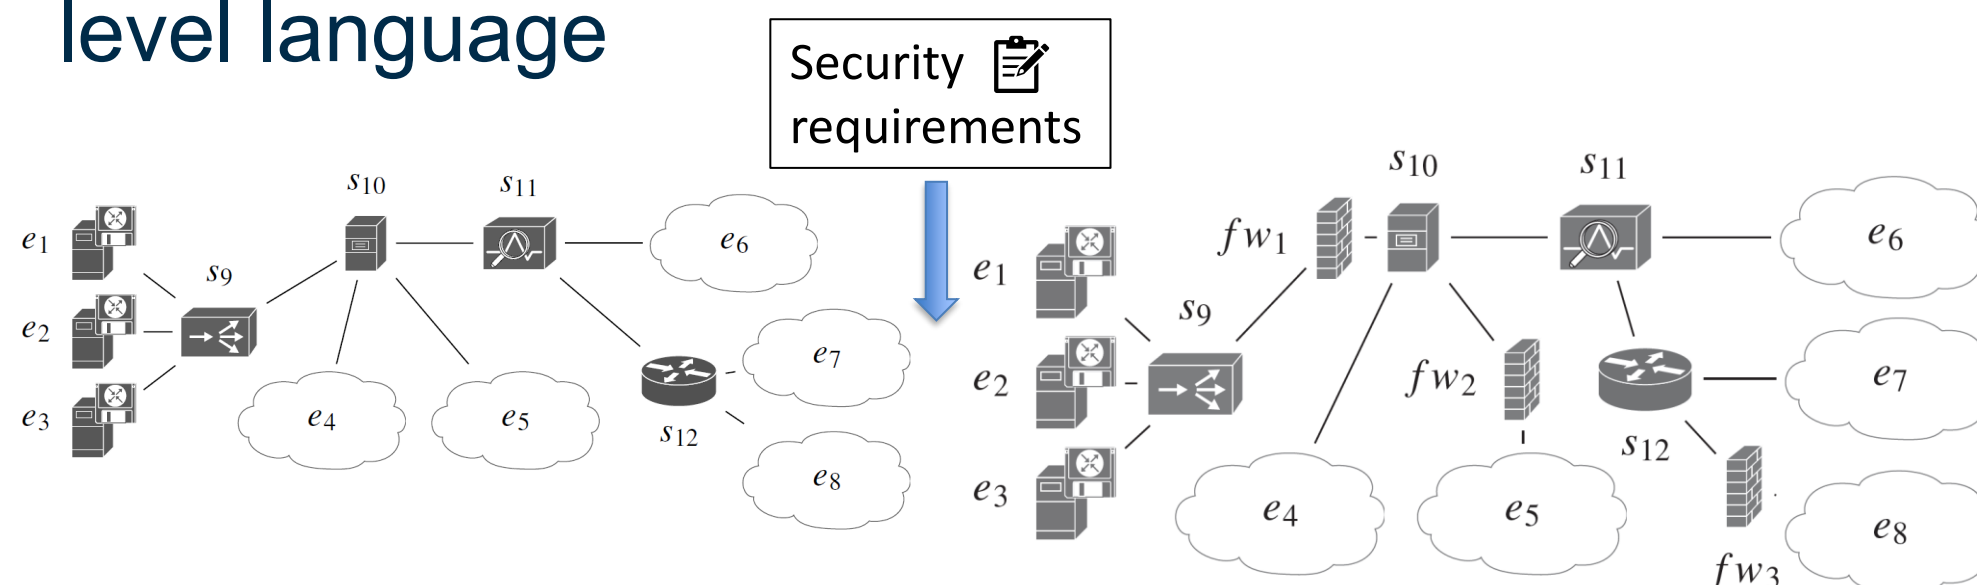 level language
Security
requirements
s10
s11
e1
s9
e6
e2
e7
e3
e4
e5
s12
e8
s10
s11
fw1
e6
e1
s9
e2
fw2
e7
s12
e3
e4
e5
e8
fw3